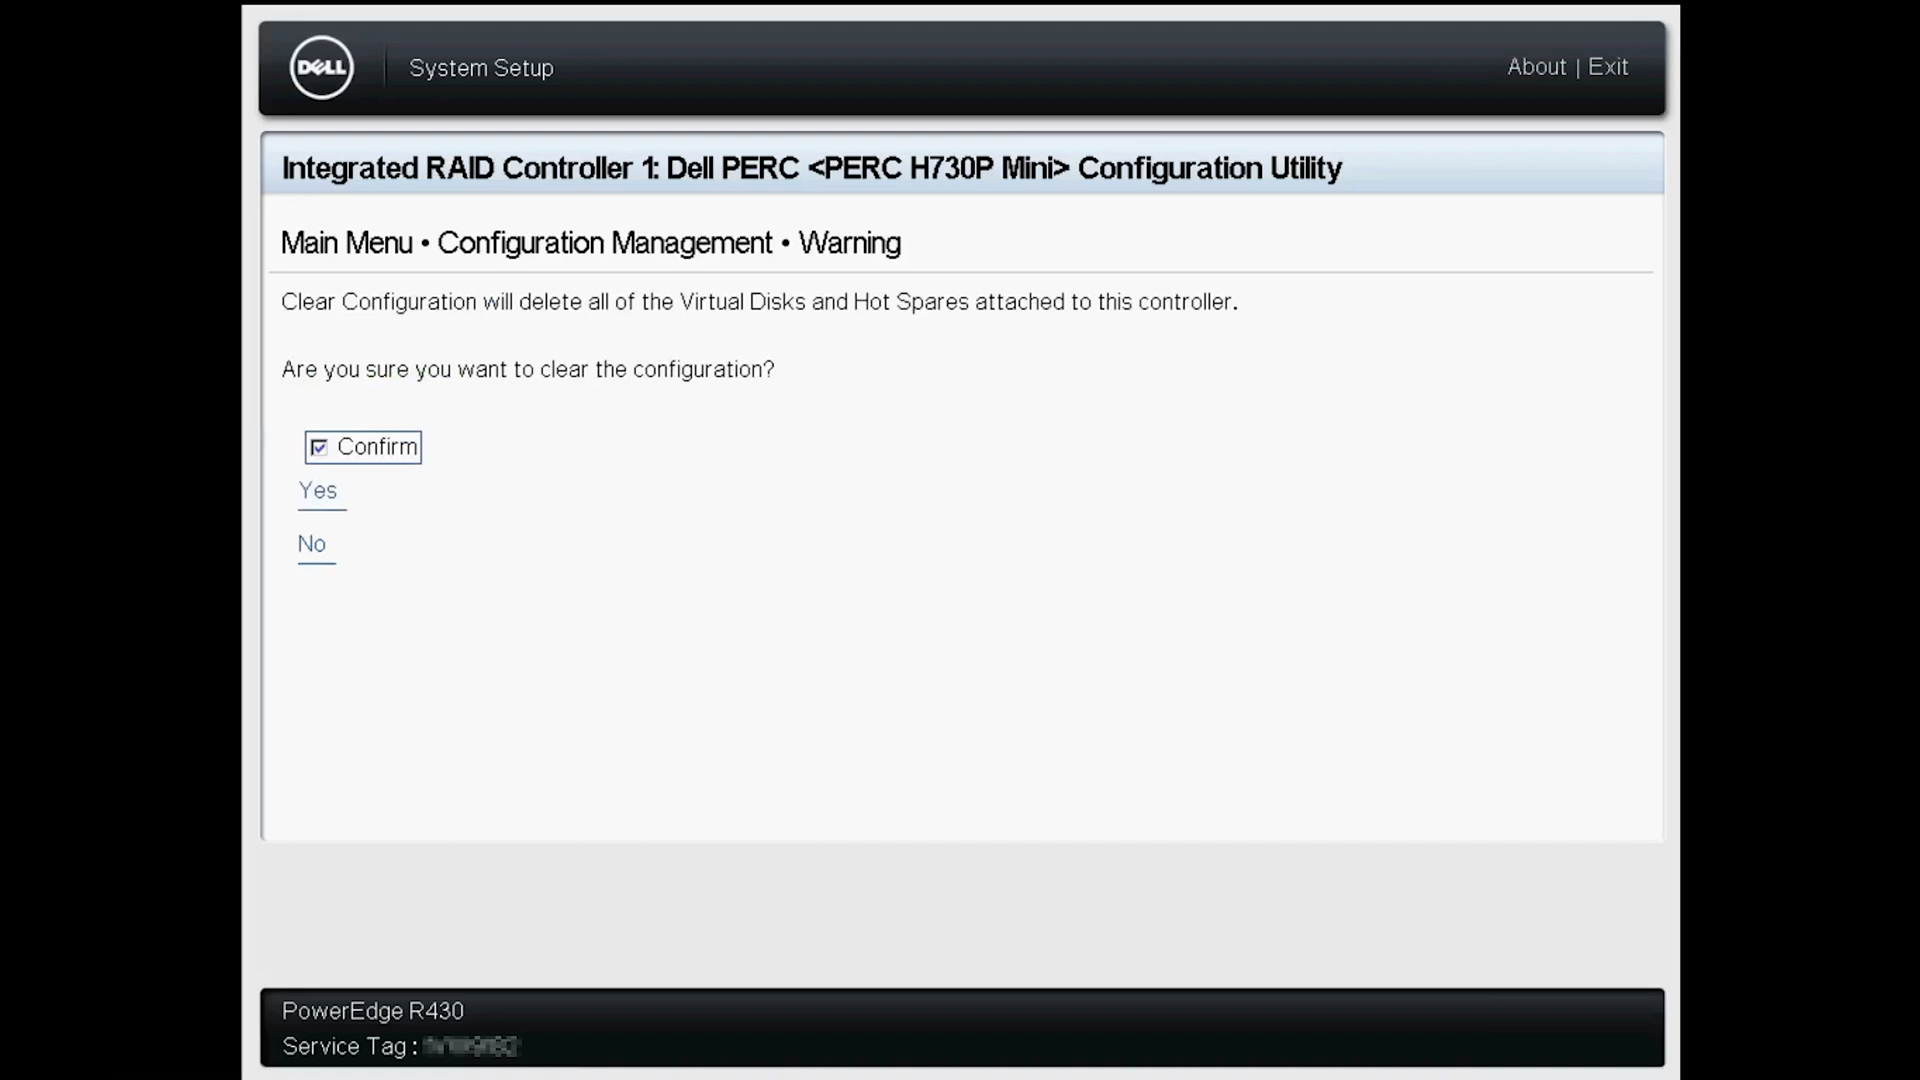 DELL
System Setup
About | Exit
Integrated RAID Controller 1: Dell PERC <PERC H730P Mini> Configuration Utility
Main Menu • Configuration Management • Warning
Clear Configuration will delete all of the Virtual Disks and Hot Spares attached to this controller.
Are you sure you want to clear the configuration?
Confirm
Yes
No
PowerEdge R430
Service Tag :